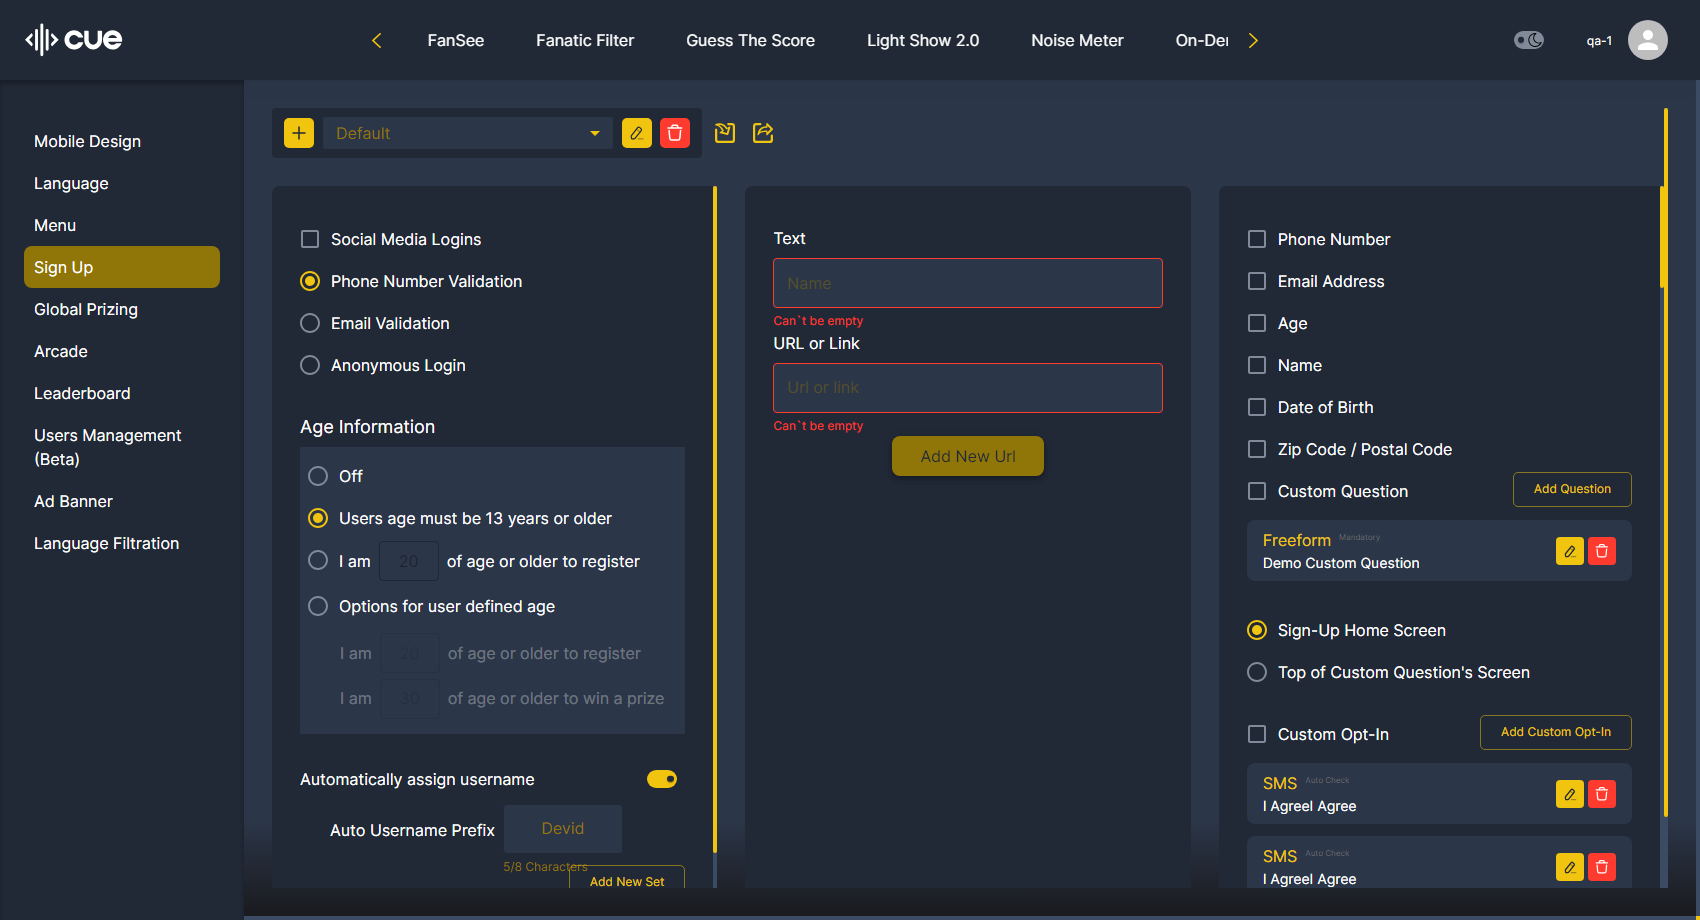 cue
FanSee
Fanatic Filter
Guess The Score
Light Show 2.0
Noise Meter
On-De
qa-1
Mobile Design
Language
Menu
Sign Up
Global Prizing
Arcade
Leaderboard
Users Management
(Beta)
Ad Banner
Language Filtration
Default
Social Media Logins
Phone Number Validation
Email Validation
Anonymous Login
Age Information
Off
Users age must be 13 years or older
I am 20 of age or older to register
Options for user defined age
I am 20 of age or older to register
I am 30 of age or older to win a prize
Automatically assign username
Auto Username Prefix Devid
5/8 Characters
Add New Set
Text
Name
Can`t be empty
URL or Link
Url or link
Can`t be empty
Add New Url
Phone Number
Email Address
Age
Name
Date of Birth
Zip Code / Postal Code
Custom Question
Add Question
Freeform Mandatory
Demo Custom Question
Sign-Up Home Screen
Top of Custom Question's Screen
Custom Opt-In
Add Custom Opt-In
SMS Auto Check
I AgreeI Agree
SMS Auto Check
I AgreeI Agree